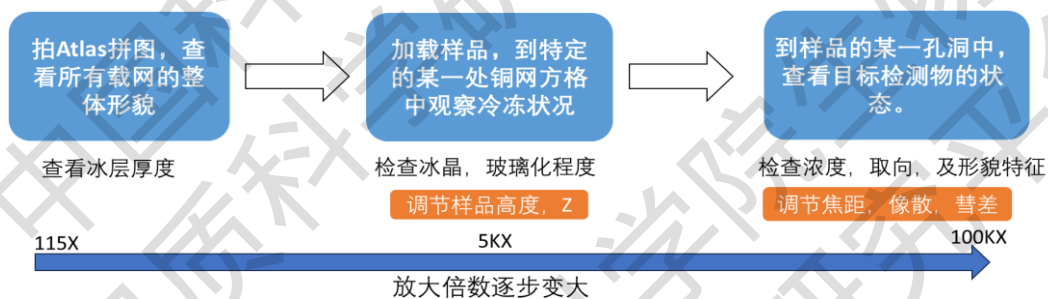 拍Atlas拼图，查
看所有载网的整
体形貌
加载样品，到特定
的某一处铜网方格
中观察冷冻状况
到样品的某一孔洞中，
查看目标检测物的状
态。
查看冰层厚度
检查冰晶，玻璃化程度
检查浓度，取向，及形貌特征
调节样品高度，Z
调节焦距，像散，彗差
115X
5KX
100KX
放大倍数逐步变大